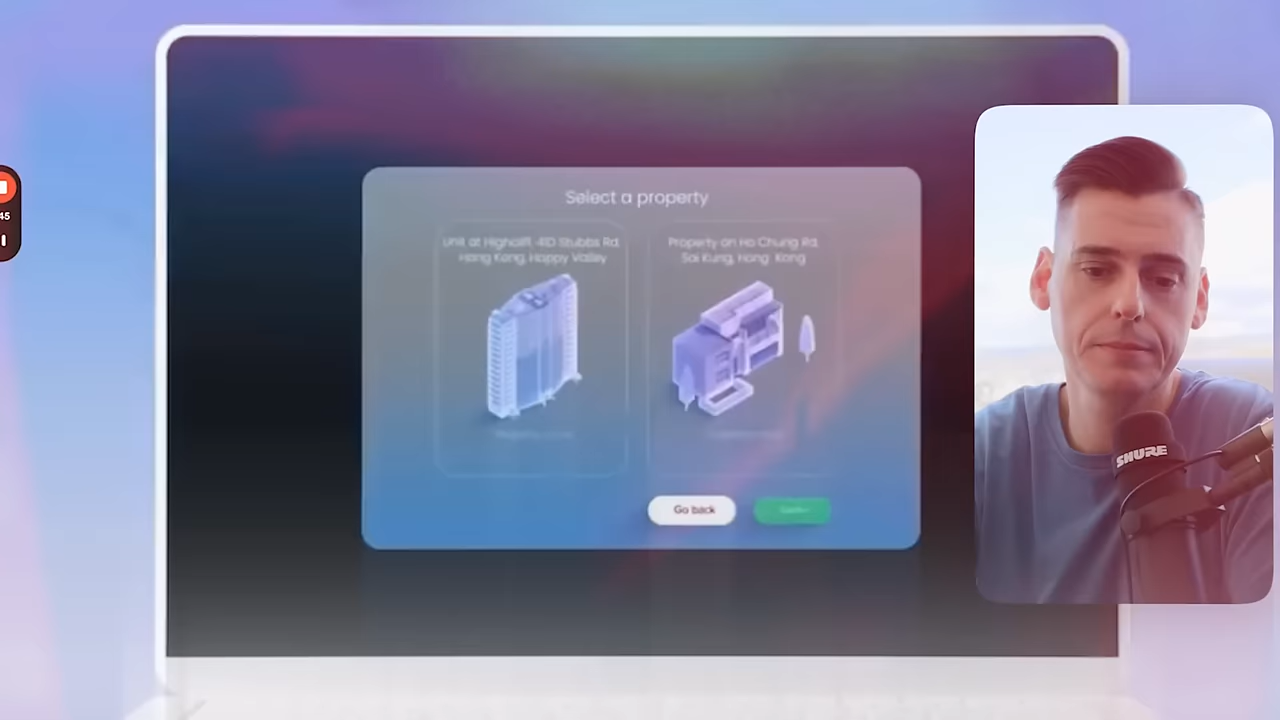 Select a property
Unit at Highcliff 41D Stubbs Rd.
Hong Kong, Happy Valley
Property on Ho Chung Rd.
Sai Kung, Hong Kong
45
Go back
SHURE